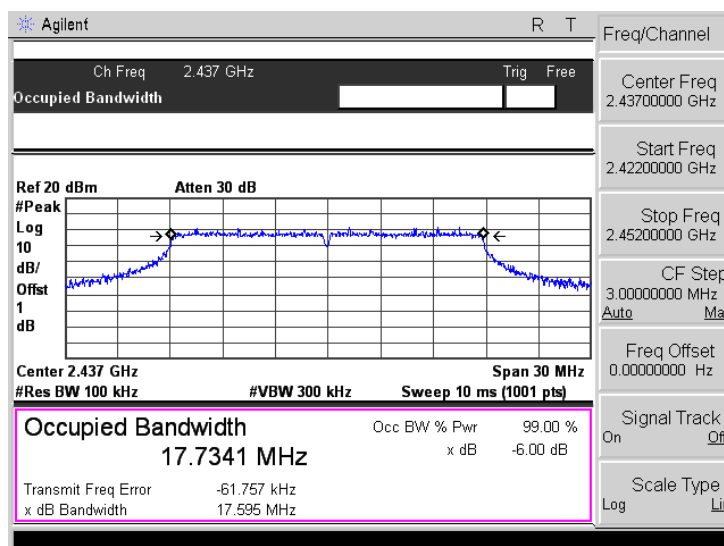 Agilent R T
Ch Freq 2.437 GHz Trig Free
Occupied Bandwidth
Ref 20 dBm Atten 30 dB
#Peak
Log
10
dB/
Offst
1
dB
Center 2.437 GHz Span 30 MHz
#Res BW 100 kHz #VBW 300 kHz Sweep 10 ms (1001 pts)
Occupied Bandwidth
17.7341 MHz
Occ BW % Pwr 99.00 %
x dB -6.00 dB
Transmit Freq Error -61.757 kHz
x dB Bandwidth 17.595 MHz
Freq/Channel
Center Freq
2.43700000 GHz
Start Freq
2.42200000 GHz
Stop Freq
2.45200000 GHz
CF Step
3.00000000 MHz
Auto Ma
Freq Offset
0.00000000 Hz
Signal Track
On Of
Scale Type
Log Li